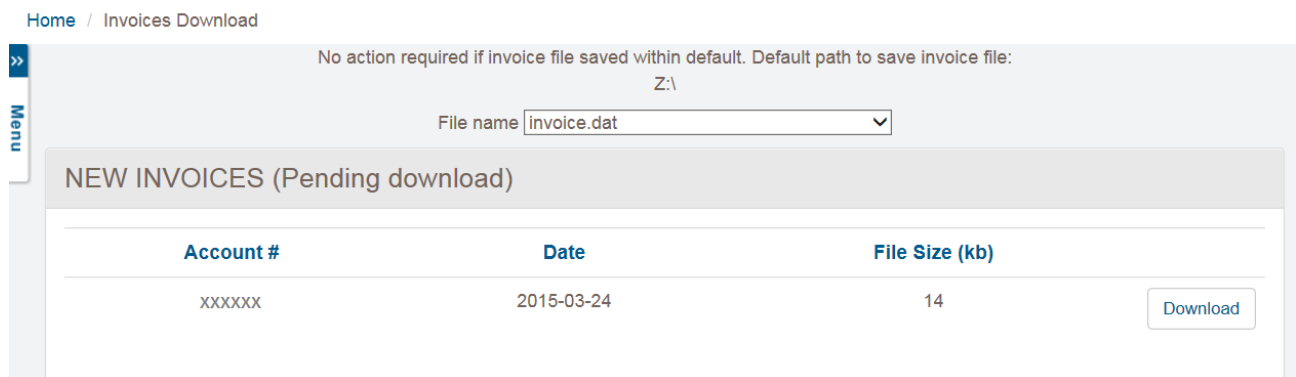 Home / Invoices Download
»
Menu
No action required if invoice file saved within default. Default path to save invoice file:
Z:\
File name invoice.dat
NEW INVOICES (Pending download)
Account # Date File Size (kb)
xxxxxx 2015-03-24 14 Download